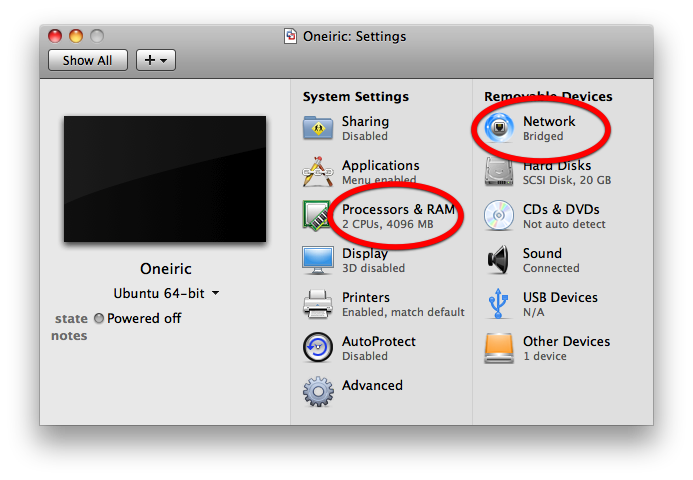 Oneiric: Settings
Show All
+
Oneiric
Ubuntu 64-bit
state Powered off
notes
System Settings
Sharing
Disabled
Applications
Menu enabled
Processors & RAM
2 CPUs, 4096 MB
Display
3D disabled
Printers
Enabled, match default
AutoProtect
Disabled
Advanced
Removable Devices
Network
Bridged
Hard Disks
SCSI Disk, 20 GB
CDs & DVDs
Not auto detect
Sound
Connected
USB Devices
N/A
Other Devices
1 device